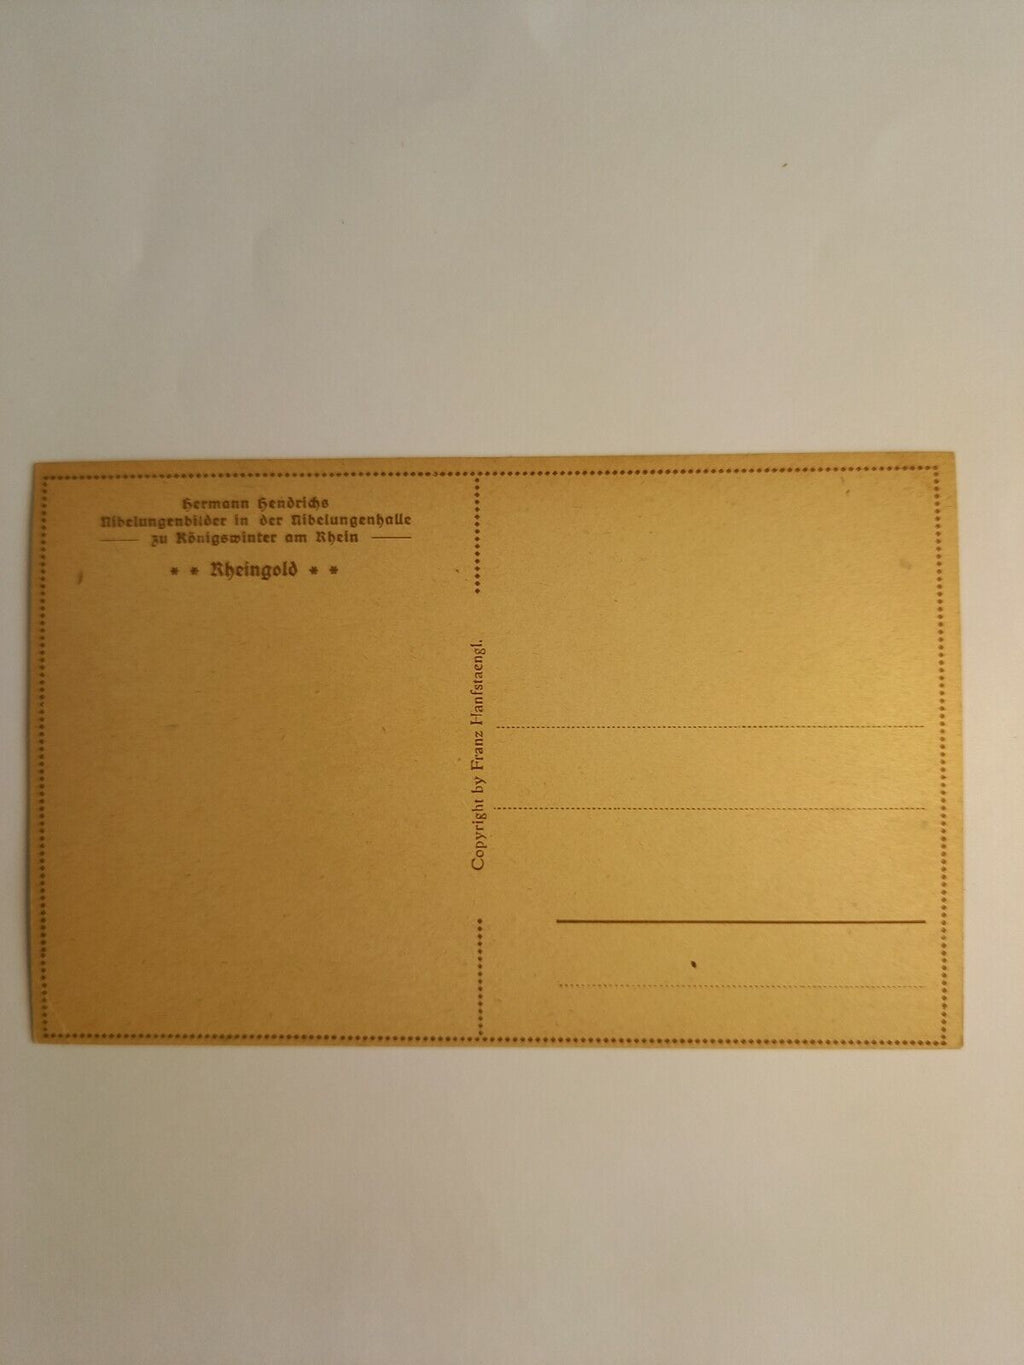 Hermann Hendrichs
Nibelungenbilder in der Nibelungenhalle
zu Königswinter am Rhein
* * Rheingold * *
Copyright by Franz Hanfstaengl.